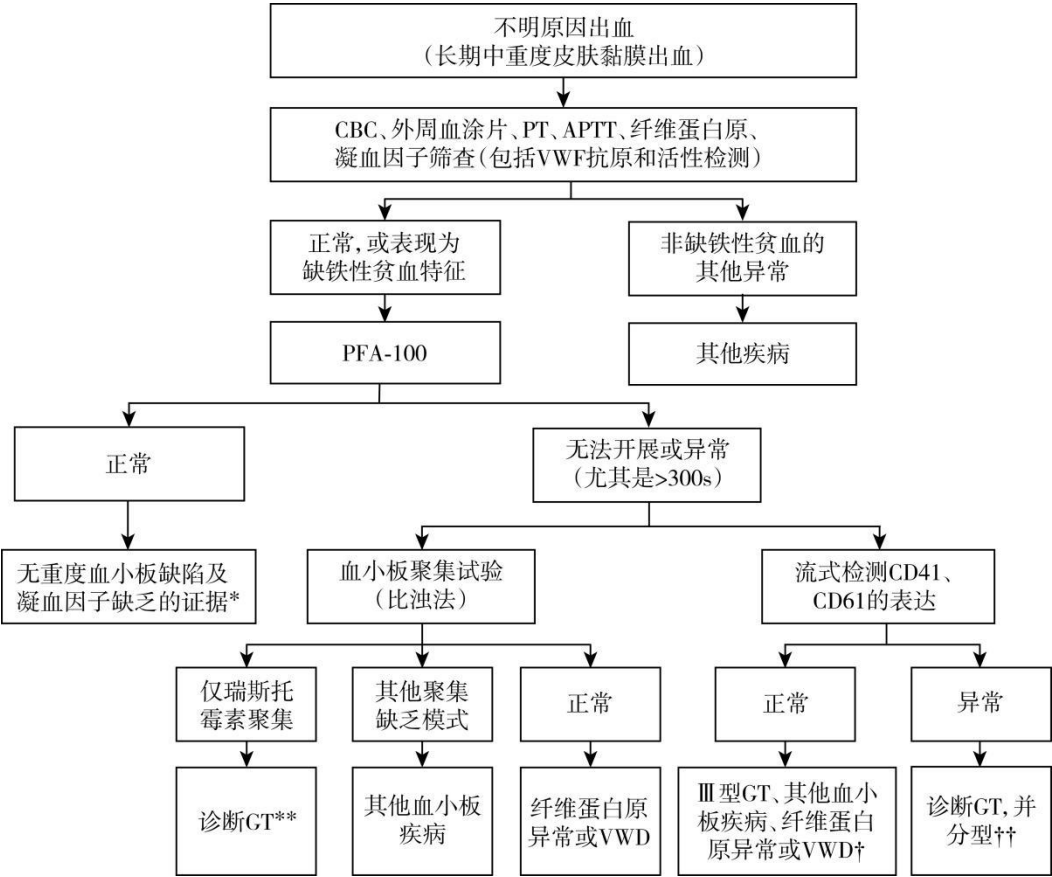 不明原因出血
（长期中重度皮肤黏膜出血）
CBC、外周血涂片、PT、APTT、纤维蛋白原、
凝血因子筛查（包括VWF抗原和活性检测）
正常，或表现为
缺铁性贫血特征
非缺铁性贫血的
其他异常
PFA-100
其他疾病
正常
无法开展或异常
（尤其是>300s）
无重度血小板缺陷及
凝血因子缺乏的证据*
血小板聚集试验
（比浊法）
流式检测CD41、
CD61的表达
仅瑞斯托
霉素聚集
其他聚集
缺乏模式
正常
正常
异常
诊断GT**
其他血小板
疾病
纤维蛋白原
异常或VWD
Ⅲ型GT、其他血小
板疾病、纤维蛋白
原异常或VWD†
诊断GT，并
分型††